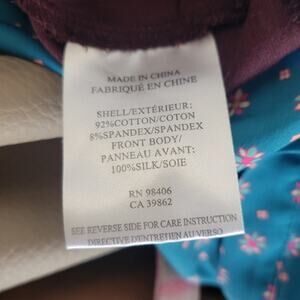 MADE IN CHINA
FABRIQUÉ EN CHINE
SHELL/EXTÉRIEUR:
92%COTTON/COTON
8%SPANDEX/SPANDEX
FRONT BODY/
PANNEAU AVANT:
100%SILK/SOIE
RN 98406
CA 39862
SEE REVERSE SIDE FOR CARE INSTRUCTION
DIRECTIVE D'ENTRETIEN AU VERSO